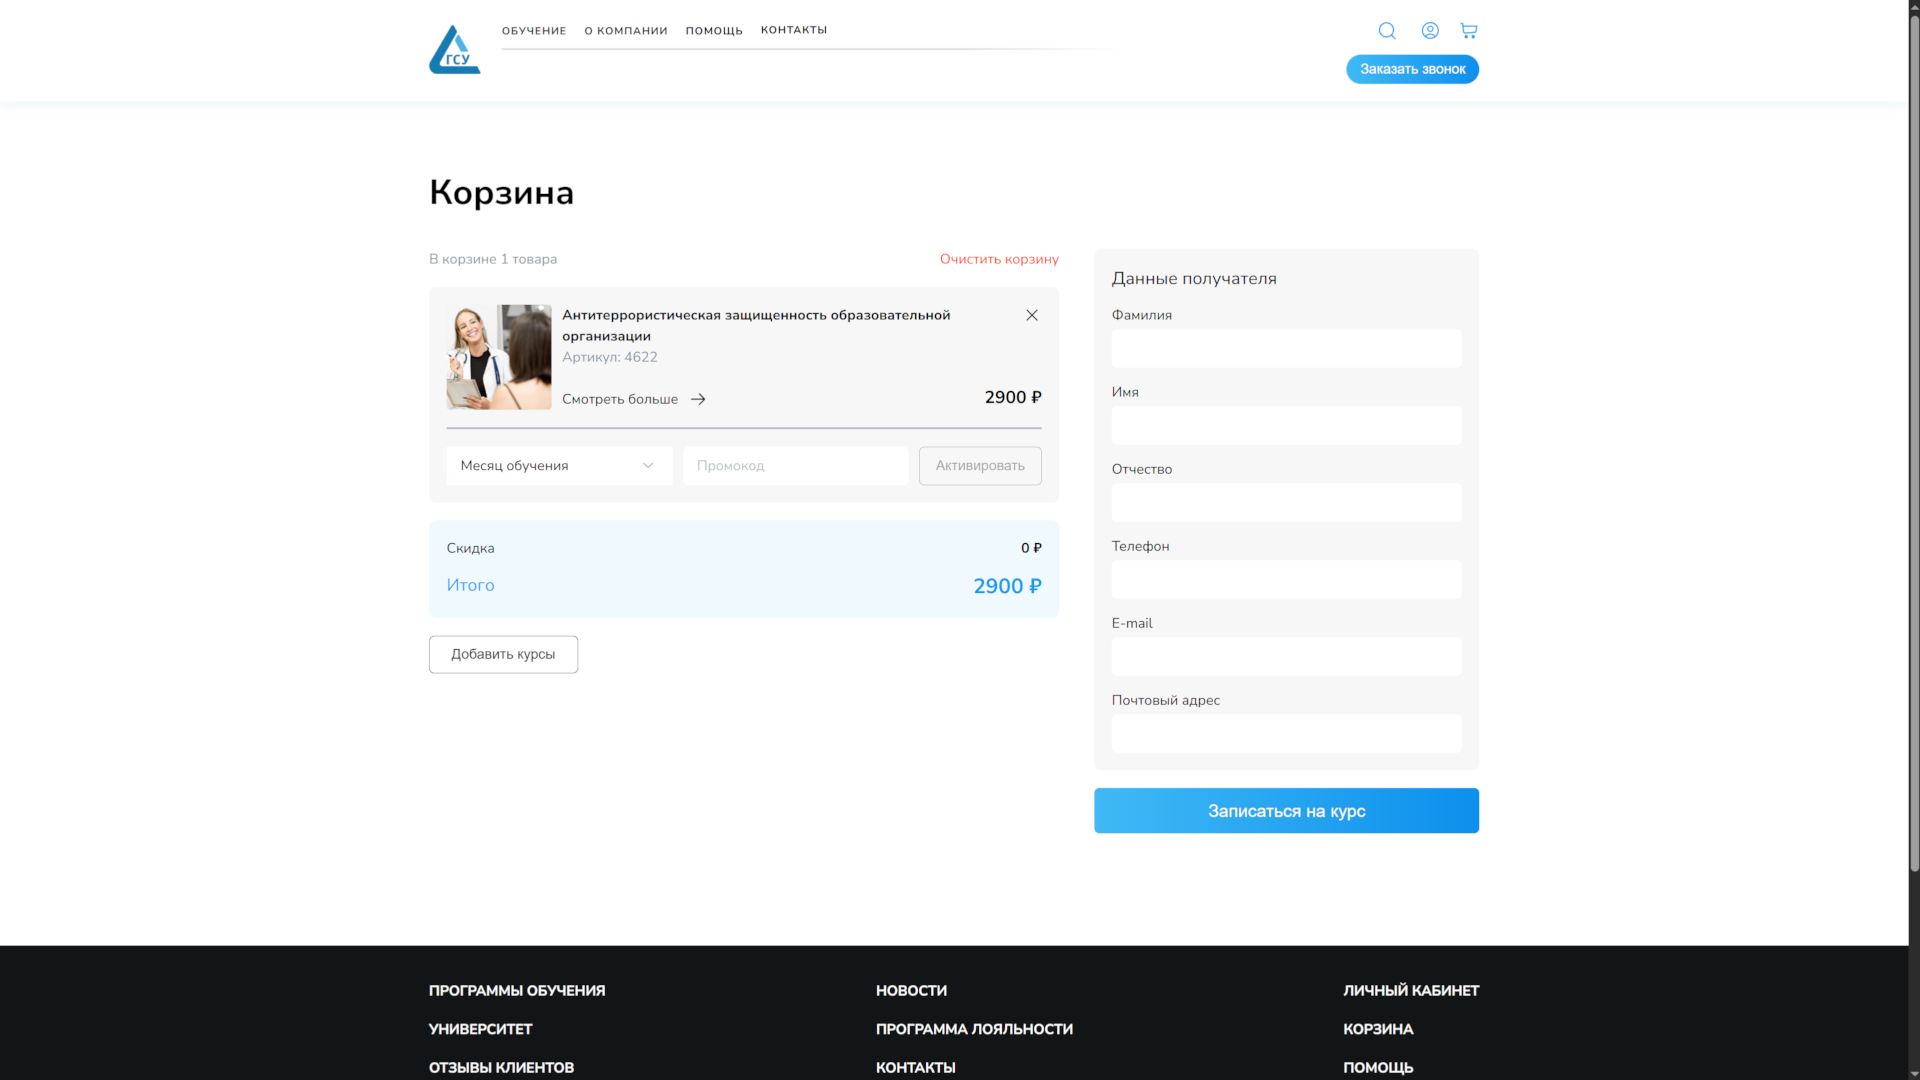 ГСУ
ОБУЧЕНИЕ
О КОМПАНИИ
ПОМОЩЬ
КОНТАКТЫ
Заказать звонок
Корзина
В корзине 1 товара
Очистить корзину
Антитеррористическая защищенность образовательной
организации
Артикул: 4622
Смотреть больше
2900 ₽
Месяц обучения
Промокод
Активировать
Скидка
0 ₽
Итого
2900 ₽
Добавить курсы
Данные получателя
Фамилия
Имя
Отчество
Телефон
E-mail
Почтовый адрес
Записаться на курс
ПРОГРАММЫ ОБУЧЕНИЯ
УНИВЕРСИТЕТ
ОТЗЫВЫ КЛИЕНТОВ
НОВОСТИ
ПРОГРАММА ЛОЯЛЬНОСТИ
КОНТАКТЫ
ЛИЧНЫЙ КАБИНЕТ
КОРЗИНА
ПОМОЩЬ